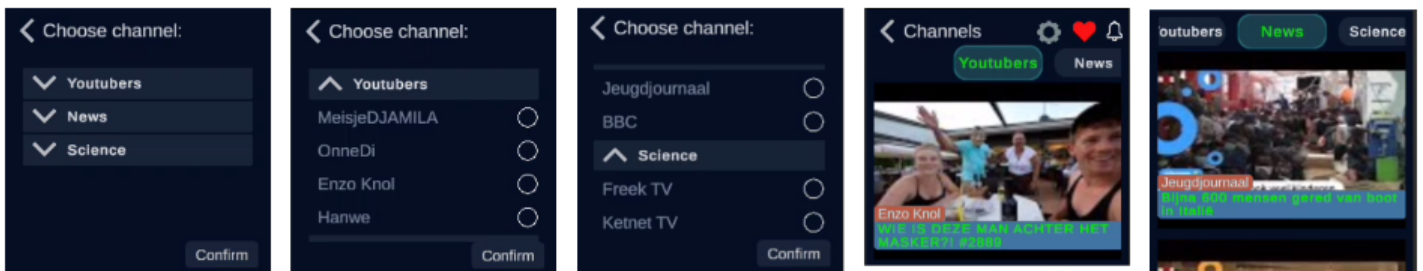 Choose channel:
Youtubers
News
Science
Confirm
Choose channel:
Youtubers
MeisjeDJAMILA
OnneDi
Enzo Knol
Hanwe
Confirm
Choose channel:
Jeugdjournaal
BBC
Science
Freek TV
Ketnet TV
Confirm
Channels
Youtubers News
Enzo Knol
WIE IS DEZE MAN ACHTER HET
MASKER?! #2889
outubers News Science
Jeugdjournaal
Bijna 600 mensen gered van boot
in Italië